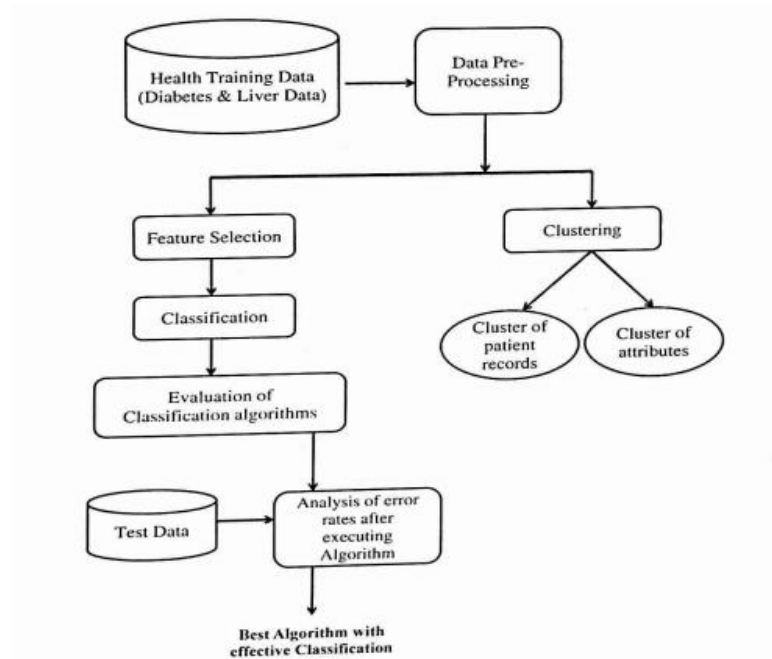 Health Training Data
(Diabetes & Liver Data)
Data Pre-
Processing
Feature Selection
Clustering
Classification
Cluster of
patient
records
Cluster of
attributes
Evaluation of
Classification algorithms
Test Data
Analysis of error
rates after
executing
Algorithm
Best Algorithm with
effective Classification